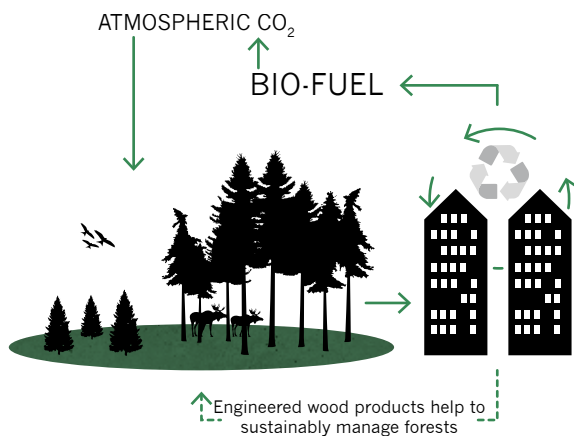 ATMOSPHERIC CO₂
BIO-FUEL
Engineered wood products help to
sustainably manage forests